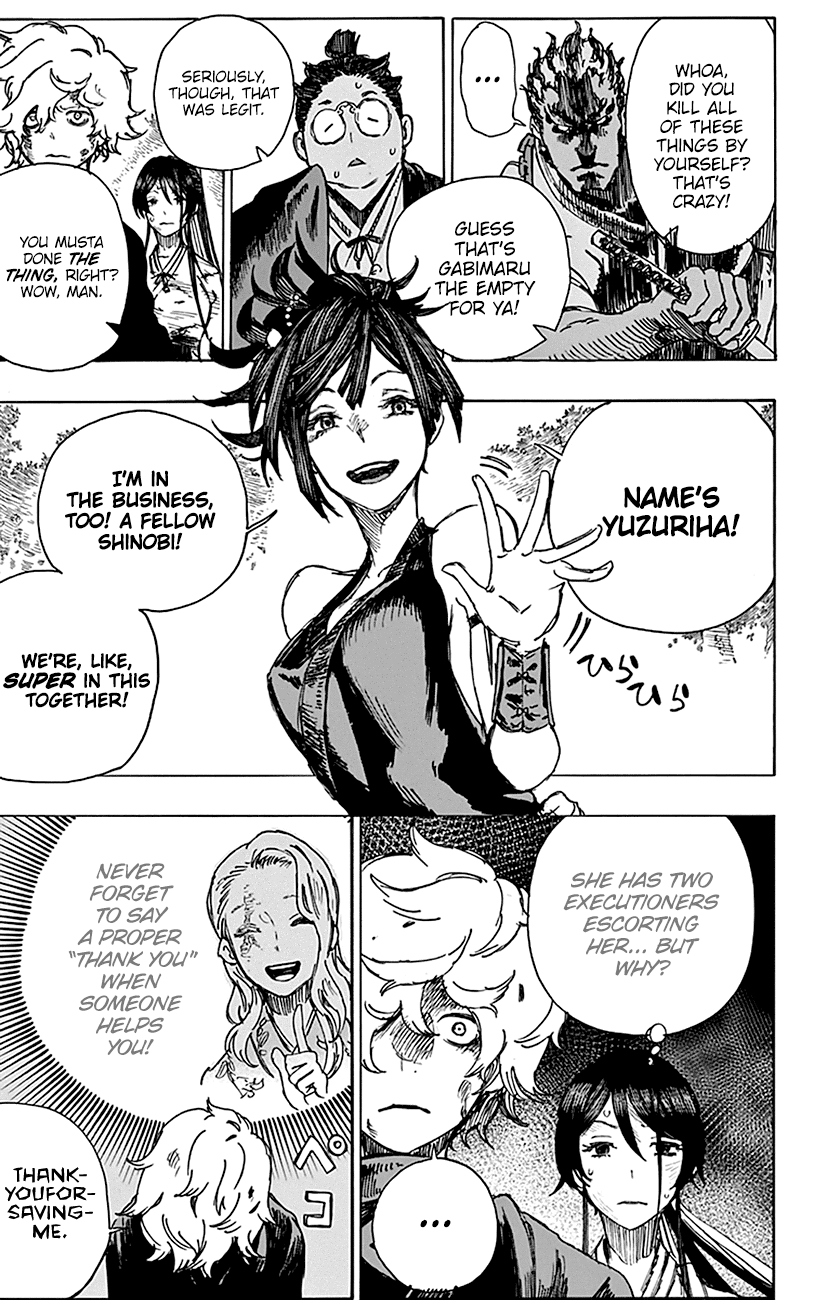 WHOA,
DID YOU
KILL ALL
OF THESE
THINGS BY
YOURSELF?
THAT'S
CRAZY!
...
GUESS
THAT'S
GABIMARU
THE EMPTY
FOR YA!
SERIOUSLY,
THOUGH, THAT
WAS LEGIT.
YOU MUSTA
DONE THE
THING, RIGHT?
WOW, MAN.
NAME'S
YUZURIHA!
I'M IN
THE BUSINESS,
TOO! A FELLOW
SHINOBI!
WE'RE, LIKE,
SUPER IN THIS
TOGETHER!
ひらひら
SHE HAS TWO
EXECUTIONERS
ESCORTING
HER... BUT
WHY?
...
NEVER
FORGET
TO SAY
A PROPER
"THANK YOU"
WHEN
SOMEONE
HELPS
YOU!
ペコ
THANK-
YOUFOR-
SAVING-
ME.